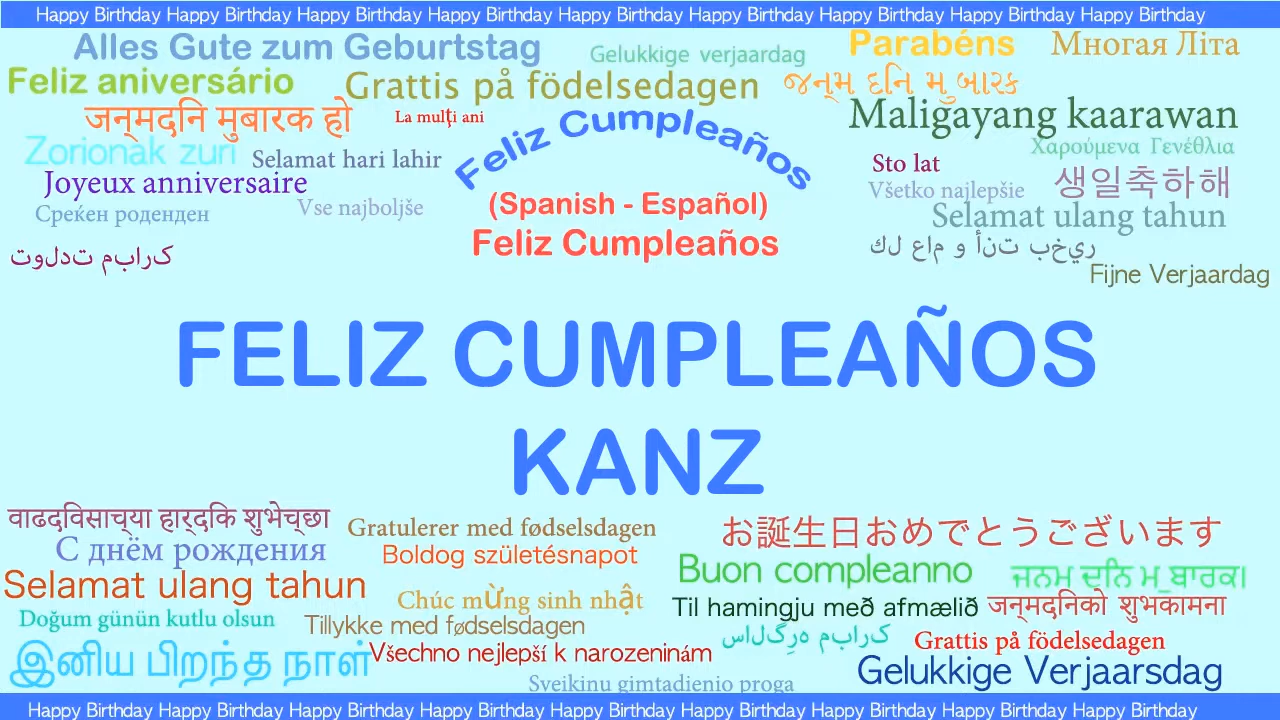 Happy Birthday Happy Birthday Happy Birthday Happy Birthday Happy Birthday Happy Birthday Happy Birthday Happy Birthday Happy Birthday
Alles Gute zum Geburtstag
Gelukkige verjaardag
Parabéns
Многая Літа
Feliz aniversário
Grattis på födelsedagen
જન્મ દિન મુબારક
जन्मदिन मुबारक हो
La mulţi ani
Feliz Cumpleaños
Maligayang kaarawan
Zorionak zuri
Selamat hari lahir
Χαρούμενα Γενέθλια
Sto lat
Joyeux anniversaire
Všetko najlepšie
생일축하해
(Spanish - Español)
Среќен роденден
Vse najboljše
Selamat ulang tahun
Feliz Cumpleaños
تولدت مبارک
كل عام و أنت بخير
Fijne Verjaardag
FELIZ CUMPLEAÑOS
KANZ
वाढदिवसाच्या हार्दिक शुभेच्छा
Gratulerer med fødselsdagen
お誕生日おめでとうございます
С днём рождения
Boldog születésnapot
Buon compleanno
ਜਨਮ ਦਿਨ ਮੁਬਾਰਕ।
Selamat ulang tahun
Chúc mừng sinh nhật
Til hamingju með afmælið
जन्मदिनको शुभकामना
Doğum günün kutlu olsun
Tillykke med fødselsdagen
سالگرِه مبارک
Grattis på födelsedagen
இனிய பிறந்த நாள்
Všechno nejlepší k narozeninám
Gelukkige Verjaarsdag
Sveikinu gimtadienio proga
Happy Birthday Happy Birthday Happy Birthday Happy Birthday Happy Birthday Happy Birthday Happy Birthday Happy Birthday Happy Birthday